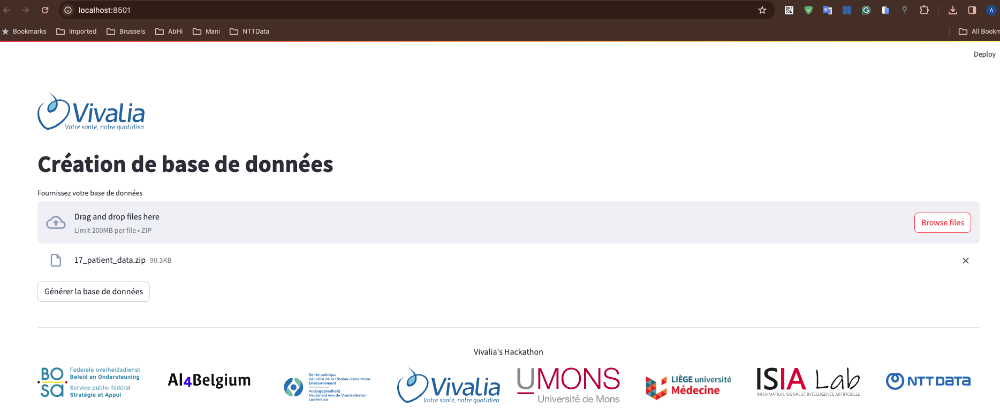 localhost:8501
A
Bookmarks
Imported
Brussels
AbHi
Mani
NTTData
All Bookm
Deploy
Vivalia
Votre santé, notre quotidien
Création de base de données
Fournissez votre base de données
Drag and drop files here
Limit 200MB per file • ZIP
Browse files
17_patient_data.zip 90.3KB
Générer la base de données
Vivalia's Hackathon
BOSA
Federale overheidsdienst
Beleid en Ondersteuning
Service public fédéral
Stratégie et Appui
AI4Belgium
Santé publique
Sécurité de la Chaîne alimentaire
Environnement
Volksgezondheid
Veiligheid van de Voedselketen
Leefmilieu
Vivalia
Votre santé, notre quotidien
UMONS
Université de Mons
LIÈGE université
Médecine
ISIA Lab
INFORMATION, SIGNAL ET INTELLIGENCE ARTIFICIELLE
NTT DATA